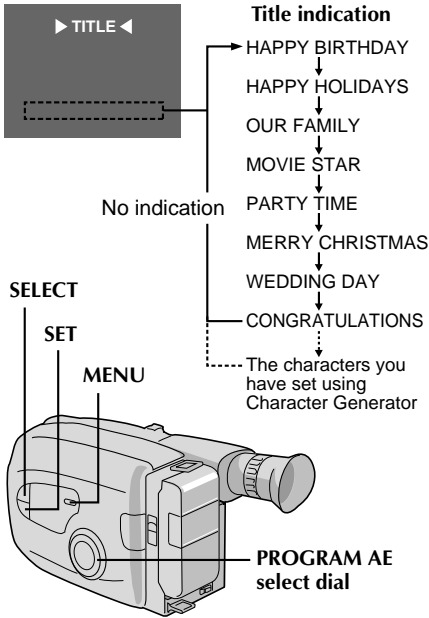 Title indication
▶ TITLE ◀
HAPPY BIRTHDAY
HAPPY HOLIDAYS
OUR FAMILY
MOVIE STAR
PARTY TIME
No indication
MERRY CHRISTMAS
WEDDING DAY
CONGRATULATIONS
The characters you
have set using
Character Generator
SELECT
SET
MENU
PROGRAM AE
select dial